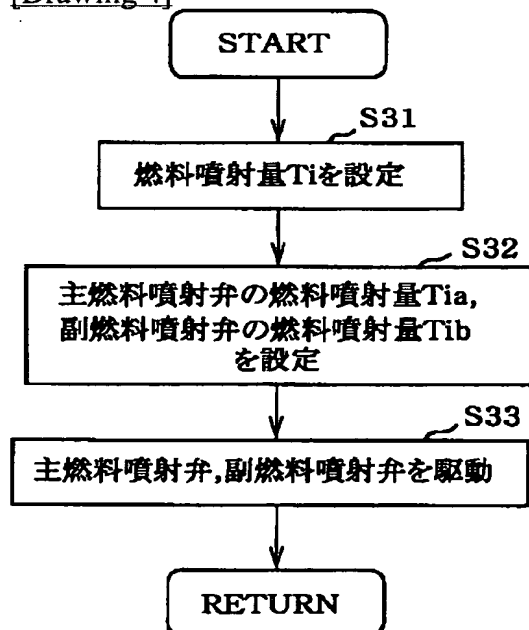 [Drawing
START
S31
燃料噴射量Tiを設定
S32
主燃料噴射弁の燃料噴射量Tia,
副燃料噴射弁の燃料噴射量Tib
を設定
S33
主燃料噴射弁,副燃料噴射弁を駆動
RETURN